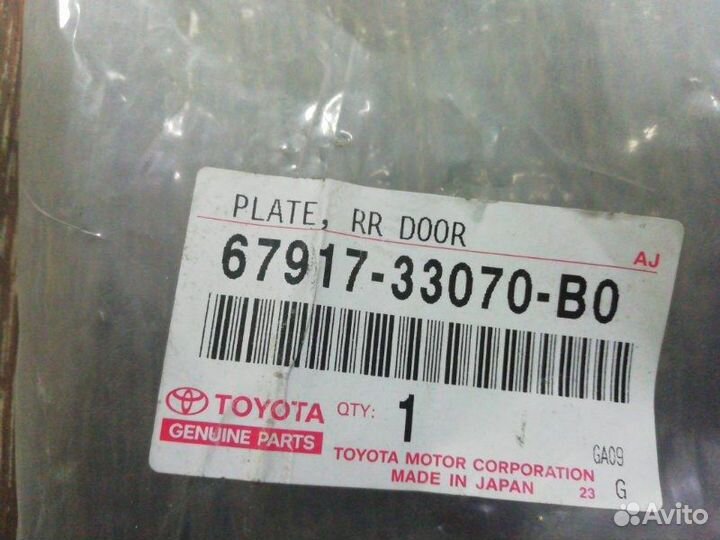 PLATE, RR DOOR
AJ
67917-33070-B0
TOYOTA QTY: 1
GENUINE PARTS
GA09
TOYOTA MOTOR CORPORATION
MADE IN JAPAN 23 G
Avito